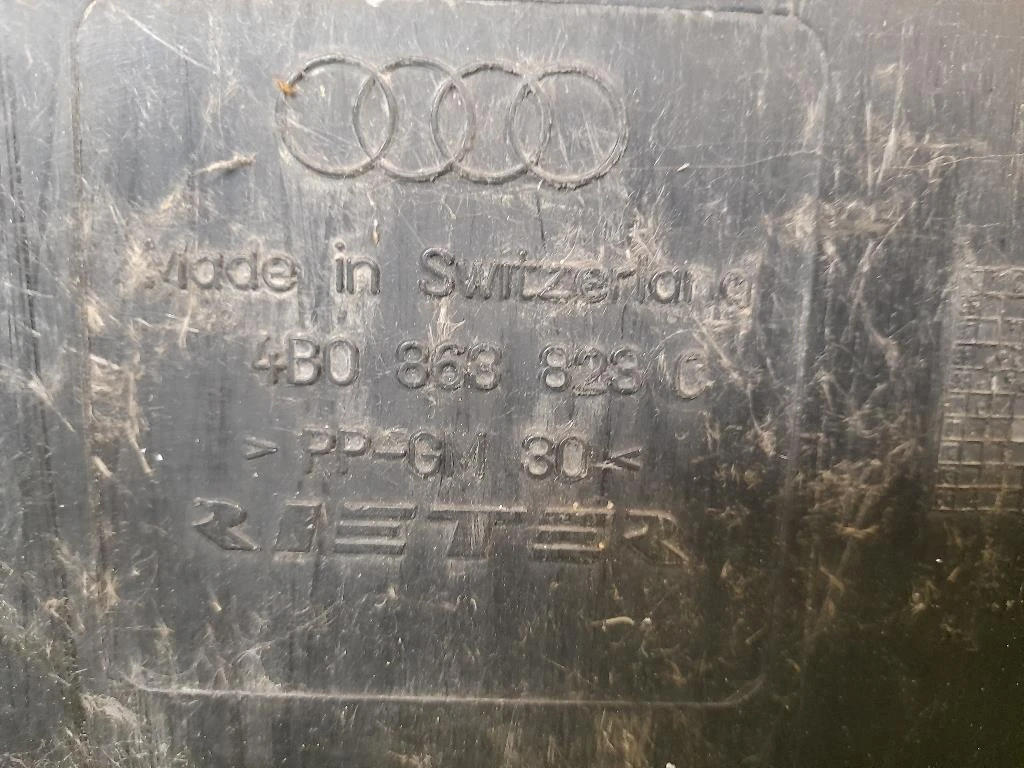 Made in Switzerland
4B0 863 823 C
> PP-GM 30 <
RIETER